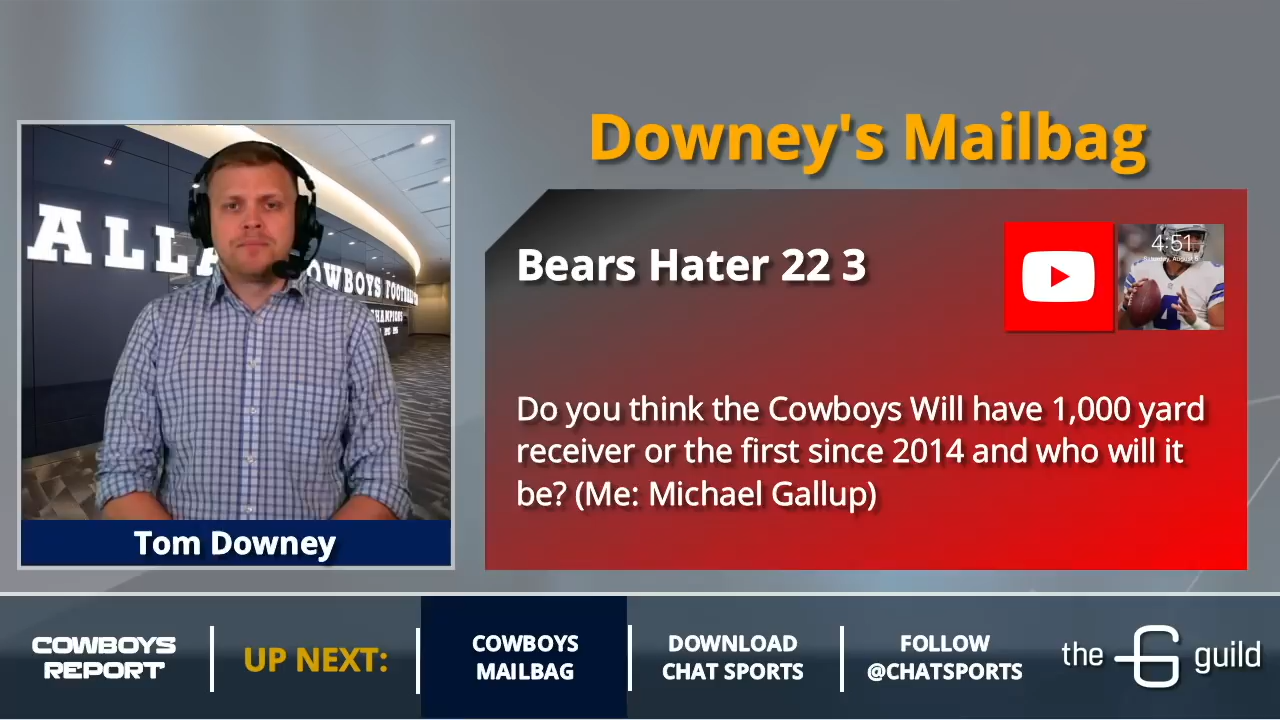 Downey's Mailbag
ALLA
COWBOYS FOOTBALL
CHAMPIONS
Tom Downey
Bears Hater 22 3
4:51
Do you think the Cowboys Will have 1,000 yard
receiver or the first since 2014 and who will it
be? (Me: Michael Gallup)
COWBOYS
REPORT
UP NEXT:
COWBOYS
MAILBAG
DOWNLOAD
CHAT SPORTS
FOLLOW
@CHATSPORTS
the G guild